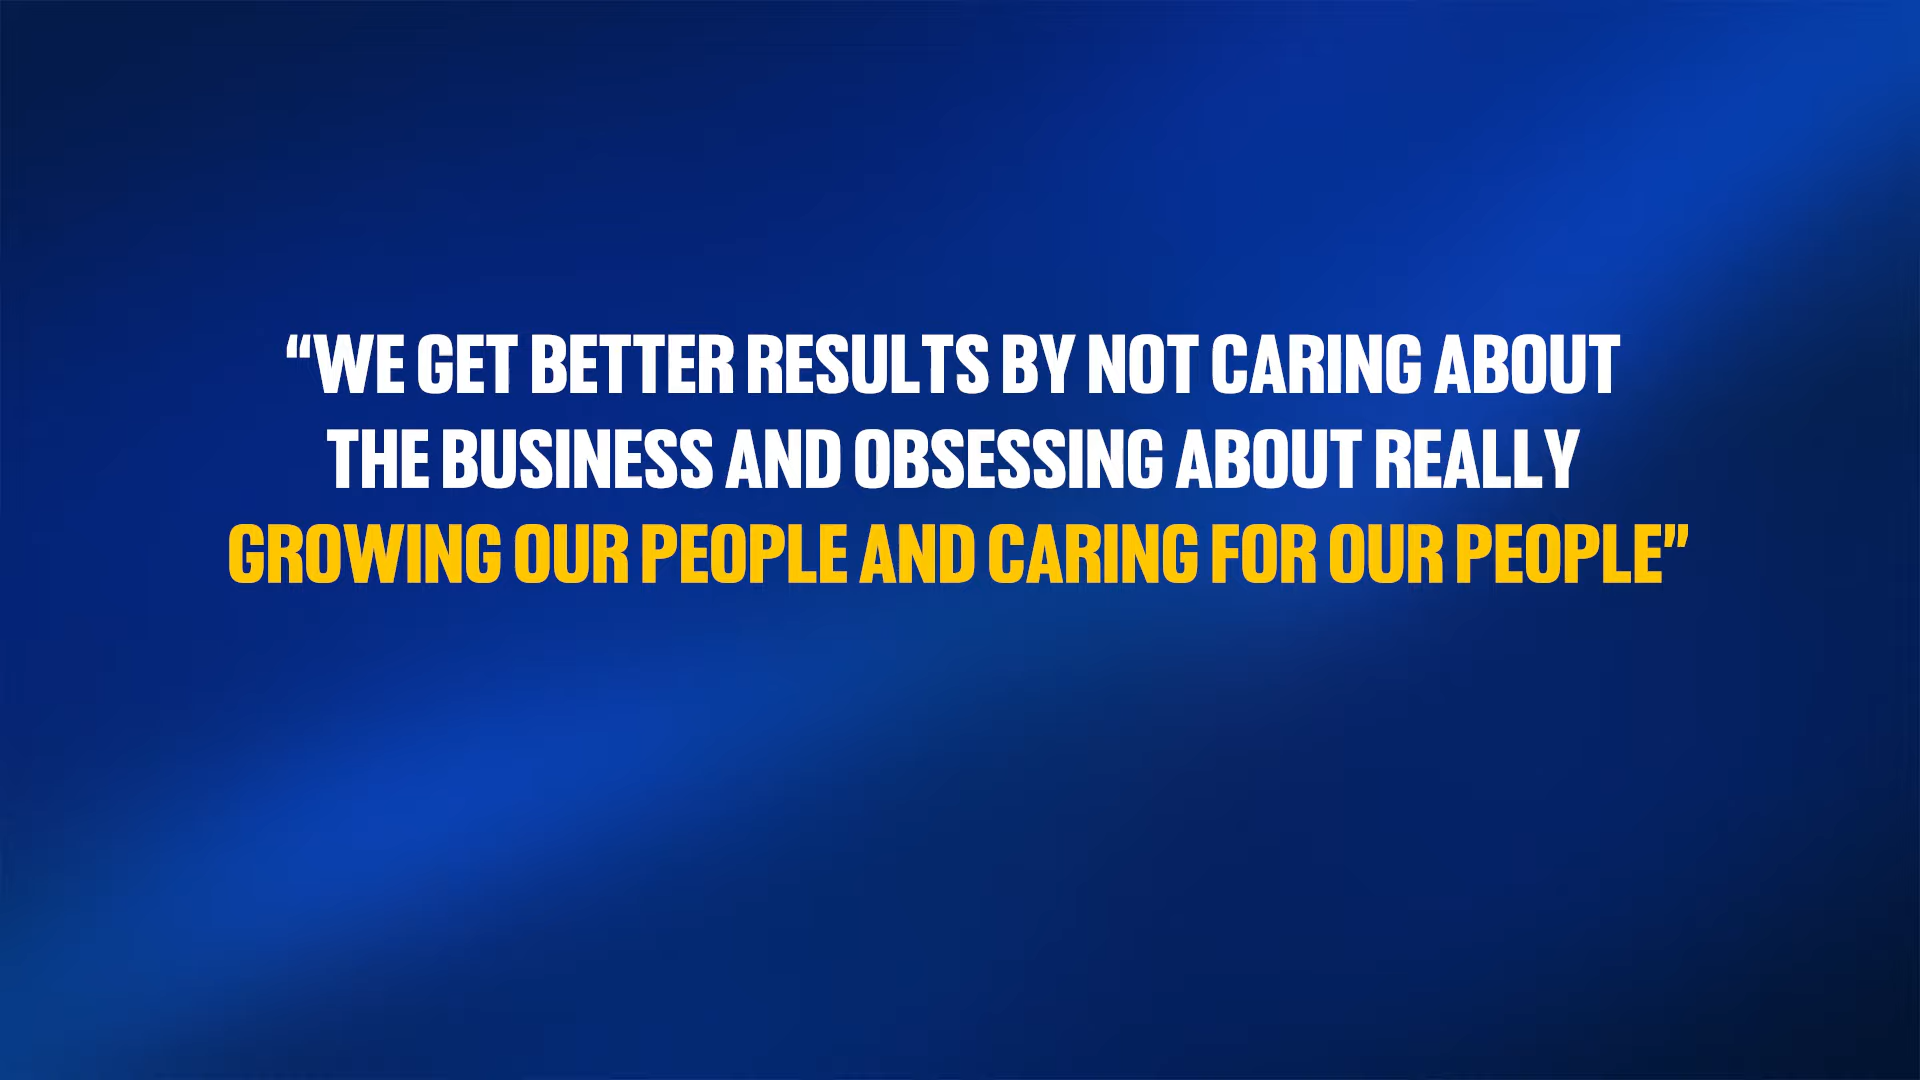 “WE GET BETTER RESULTS BY NOT CARING ABOUT
THE BUSINESS AND OBSESSING ABOUT REALLY
GROWING OUR PEOPLE AND CARING FOR OUR PEOPLE”